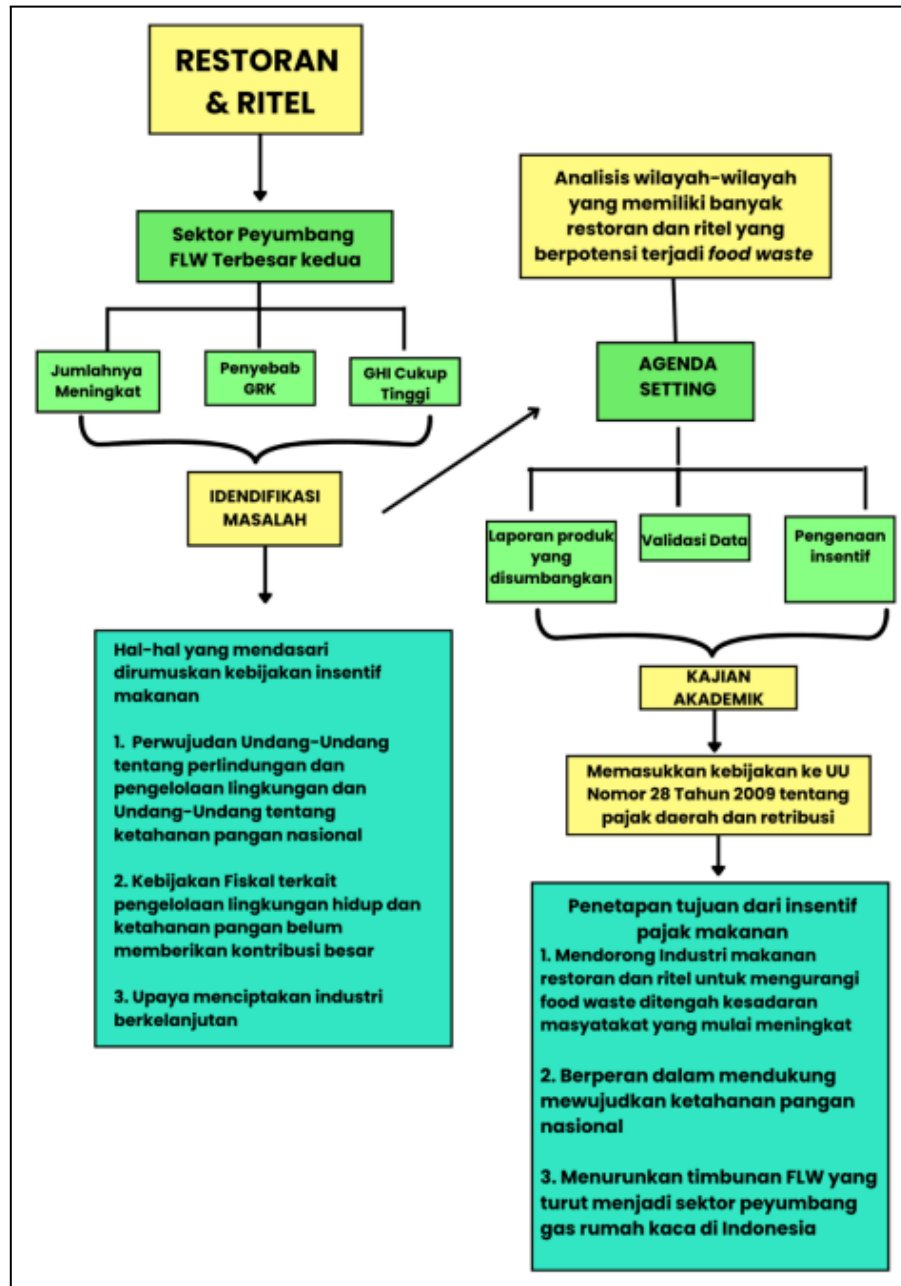 RESTORAN
& RITEL
Sektor Peyumbang
FLW Terbesar kedua
Jumlahnya
Meningkat
Penyebab
GRK
GHI Cukup
Tinggi
IDENDIFIKASI
MASALAH
Hal-hal yang mendasari
dirumuskan kebijakan insentif
makanan
1. Perwujudan Undang-Undang
tentang perlindungan dan
pengelolaan lingkungan dan
Undang-Undang tentang
ketahanan pangan nasional
2. Kebijakan Fiskal terkait
pengelolaan lingkungan hidup dan
ketahanan pangan belum
memberikan kontribusi besar
3. Upaya menciptakan industri
berkelanjutan
Analisis wilayah-wilayah
yang memiliki banyak
restoran dan ritel yang
berpotensi terjadi food waste
AGENDA
SETTING
Laporan produk
yang
disumbangkan
Validasi Data
Pengenaan
insentif
KAJIAN
AKADEMIK
Memasukkan kebijakan ke UU
Nomor 28 Tahun 2009 tentang
pajak daerah dan retribusi
Penetapan tujuan dari insentif
pajak makanan
1. Mendorong Industri makanan
restoran dan ritel untuk mengurangi
food waste ditengah kesadaran
masyatakat yang mulai meningkat
2. Berperan dalam mendukung
mewujudkan ketahanan pangan
nasional
3. Menurunkan timbunan FLW yang
turut menjadi sektor peyumbang
gas rumah kaca di Indonesia